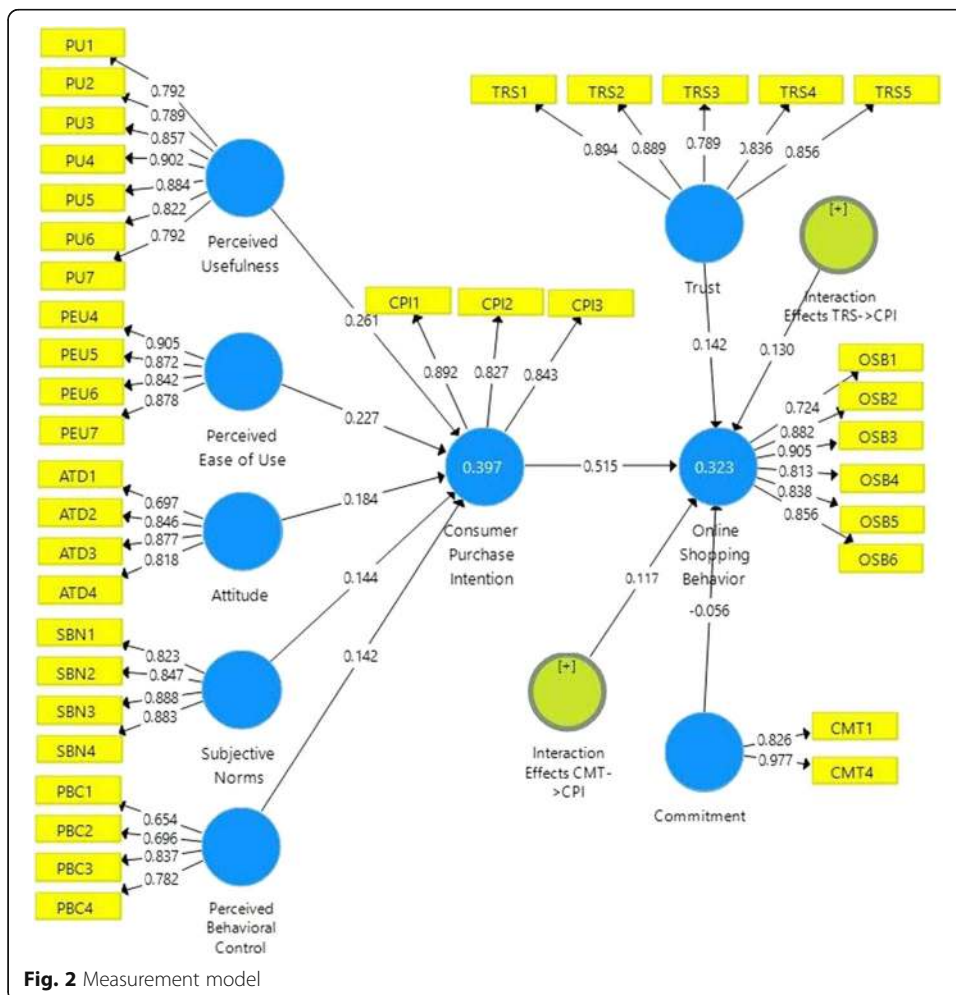 PU1
PU2
PU3
PU4
PU5
PU6
PU7
0.792
0.789
0.857
0.902
0.884
0.822
0.792
Perceived
Usefulness
PEU4
PEU5
PEU6
PEU7
0.905
0.872
0.842
0.878
Perceived
Ease of Use
ATD1
ATD2
ATD3
ATD4
0.697
0.846
0.877
0.818
Attitude
SBN1
SBN2
SBN3
SBN4
0.823
0.847
0.888
0.883
Subjective
Norms
PBC1
PBC2
PBC3
PBC4
0.654
0.696
0.837
0.782
Perceived
Behavioral
Control
0.261
0.227
0.184
0.144
0.142
CPI1
CPI2
CPI3
0.892
0.827
0.843
0.397
Consumer
Purchase
Intention
0.515
TRS1
TRS2
TRS3
TRS4
TRS5
0.894
0.889
0.789
0.836
0.856
Trust
0.142
[+]
Interaction
Effects TRS->CPI
0.130
0.323
Online
Shopping
Behavior
OSB1
OSB2
OSB3
OSB4
OSB5
OSB6
0.724
0.882
0.905
0.813
0.838
0.856
0.117
[+]
Interaction
Effects CMT-
>CPI
-0.056
Commitment
0.826
0.977
CMT1
CMT4
Fig. 2 Measurement model